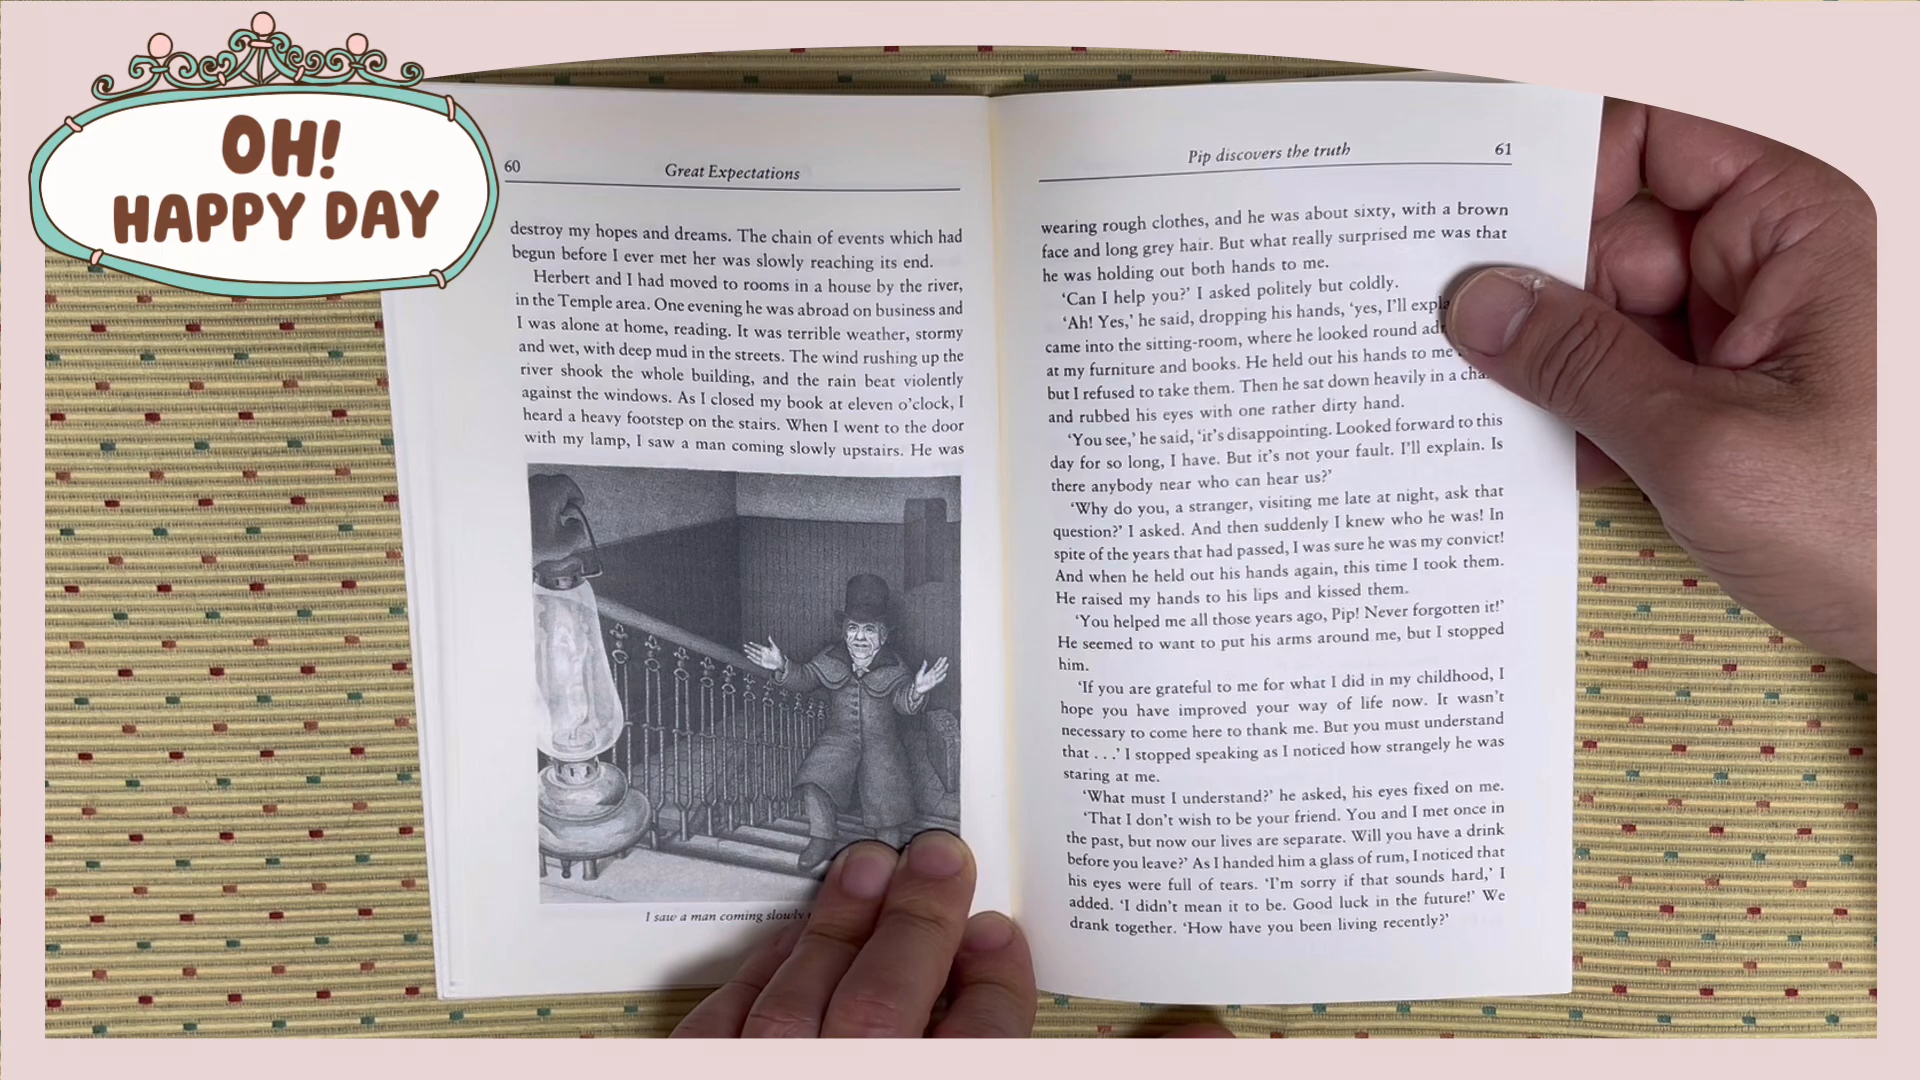 OH!
HAPPY DAY
60
Great Expectations
destroy my hopes and dreams. The chain of events which had
begun before I ever met her was slowly reaching its end.
Herbert and I had moved to rooms in a house by the river,
in the Temple area. One evening he was abroad on business and
I was alone at home, reading. It was terrible weather, stormy
and wet, with deep mud in the streets. The wind rushing up the
river shook the whole building, and the rain beat violently
against the windows. As I closed my book at eleven o'clock, I
heard a heavy footstep on the stairs. When I went to the door
with my lamp, I saw a man coming slowly upstairs. He was
I saw a man coming slowly
Pip discovers the truth
61
wearing rough clothes, and he was about sixty, with a brown
face and long grey hair. But what really surprised me was that
he was holding out both hands to me.
‘Can I help you?’ I asked politely but coldly.
‘Ah! Yes,’ he said, dropping his hands, ‘yes, I'll
came into the sitting-room, where he looked round
at my furniture and books. He held out his hands to me
but I refused to take them. Then he sat down heavily in a
and rubbed his eyes with one rather dirty hand.
‘You see,’ he said, ‘it's disappointing. Looked forward to this
day for so long, I have. But it's not your fault. I'll explain. Is
there anybody near who can hear us?’
‘Why do you, a stranger, visiting me late at night, ask that
question?’ I asked. And then suddenly I knew who he was! In
spite of the years that had passed, I was sure he was my convict!
And when he held out his hands again, this time I took them.
He raised my hands to his lips and kissed them.
‘You helped me all those years ago, Pip! Never forgotten it!’
He seemed to want to put his arms around me, but I stopped
him.
‘If you are grateful to me for what I did in my childhood, I
hope you have improved your way of life now. It wasn't
necessary to come here to thank me. But you must understand
that . . .’ I stopped speaking as I noticed how strangely he was
staring at me.
‘What must I understand?’ he asked, his eyes fixed on me.
‘That I don't wish to be your friend. You and I met once in
the past, but now our lives are separate. Will you have a drink
before you leave?’ As I handed him a glass of rum, I noticed that
his eyes were full of tears. ‘I'm sorry if that sounds hard,’ I
added. ‘I didn't mean it to be. Good luck in the future!’ We
drank together. ‘How have you been living recently?’